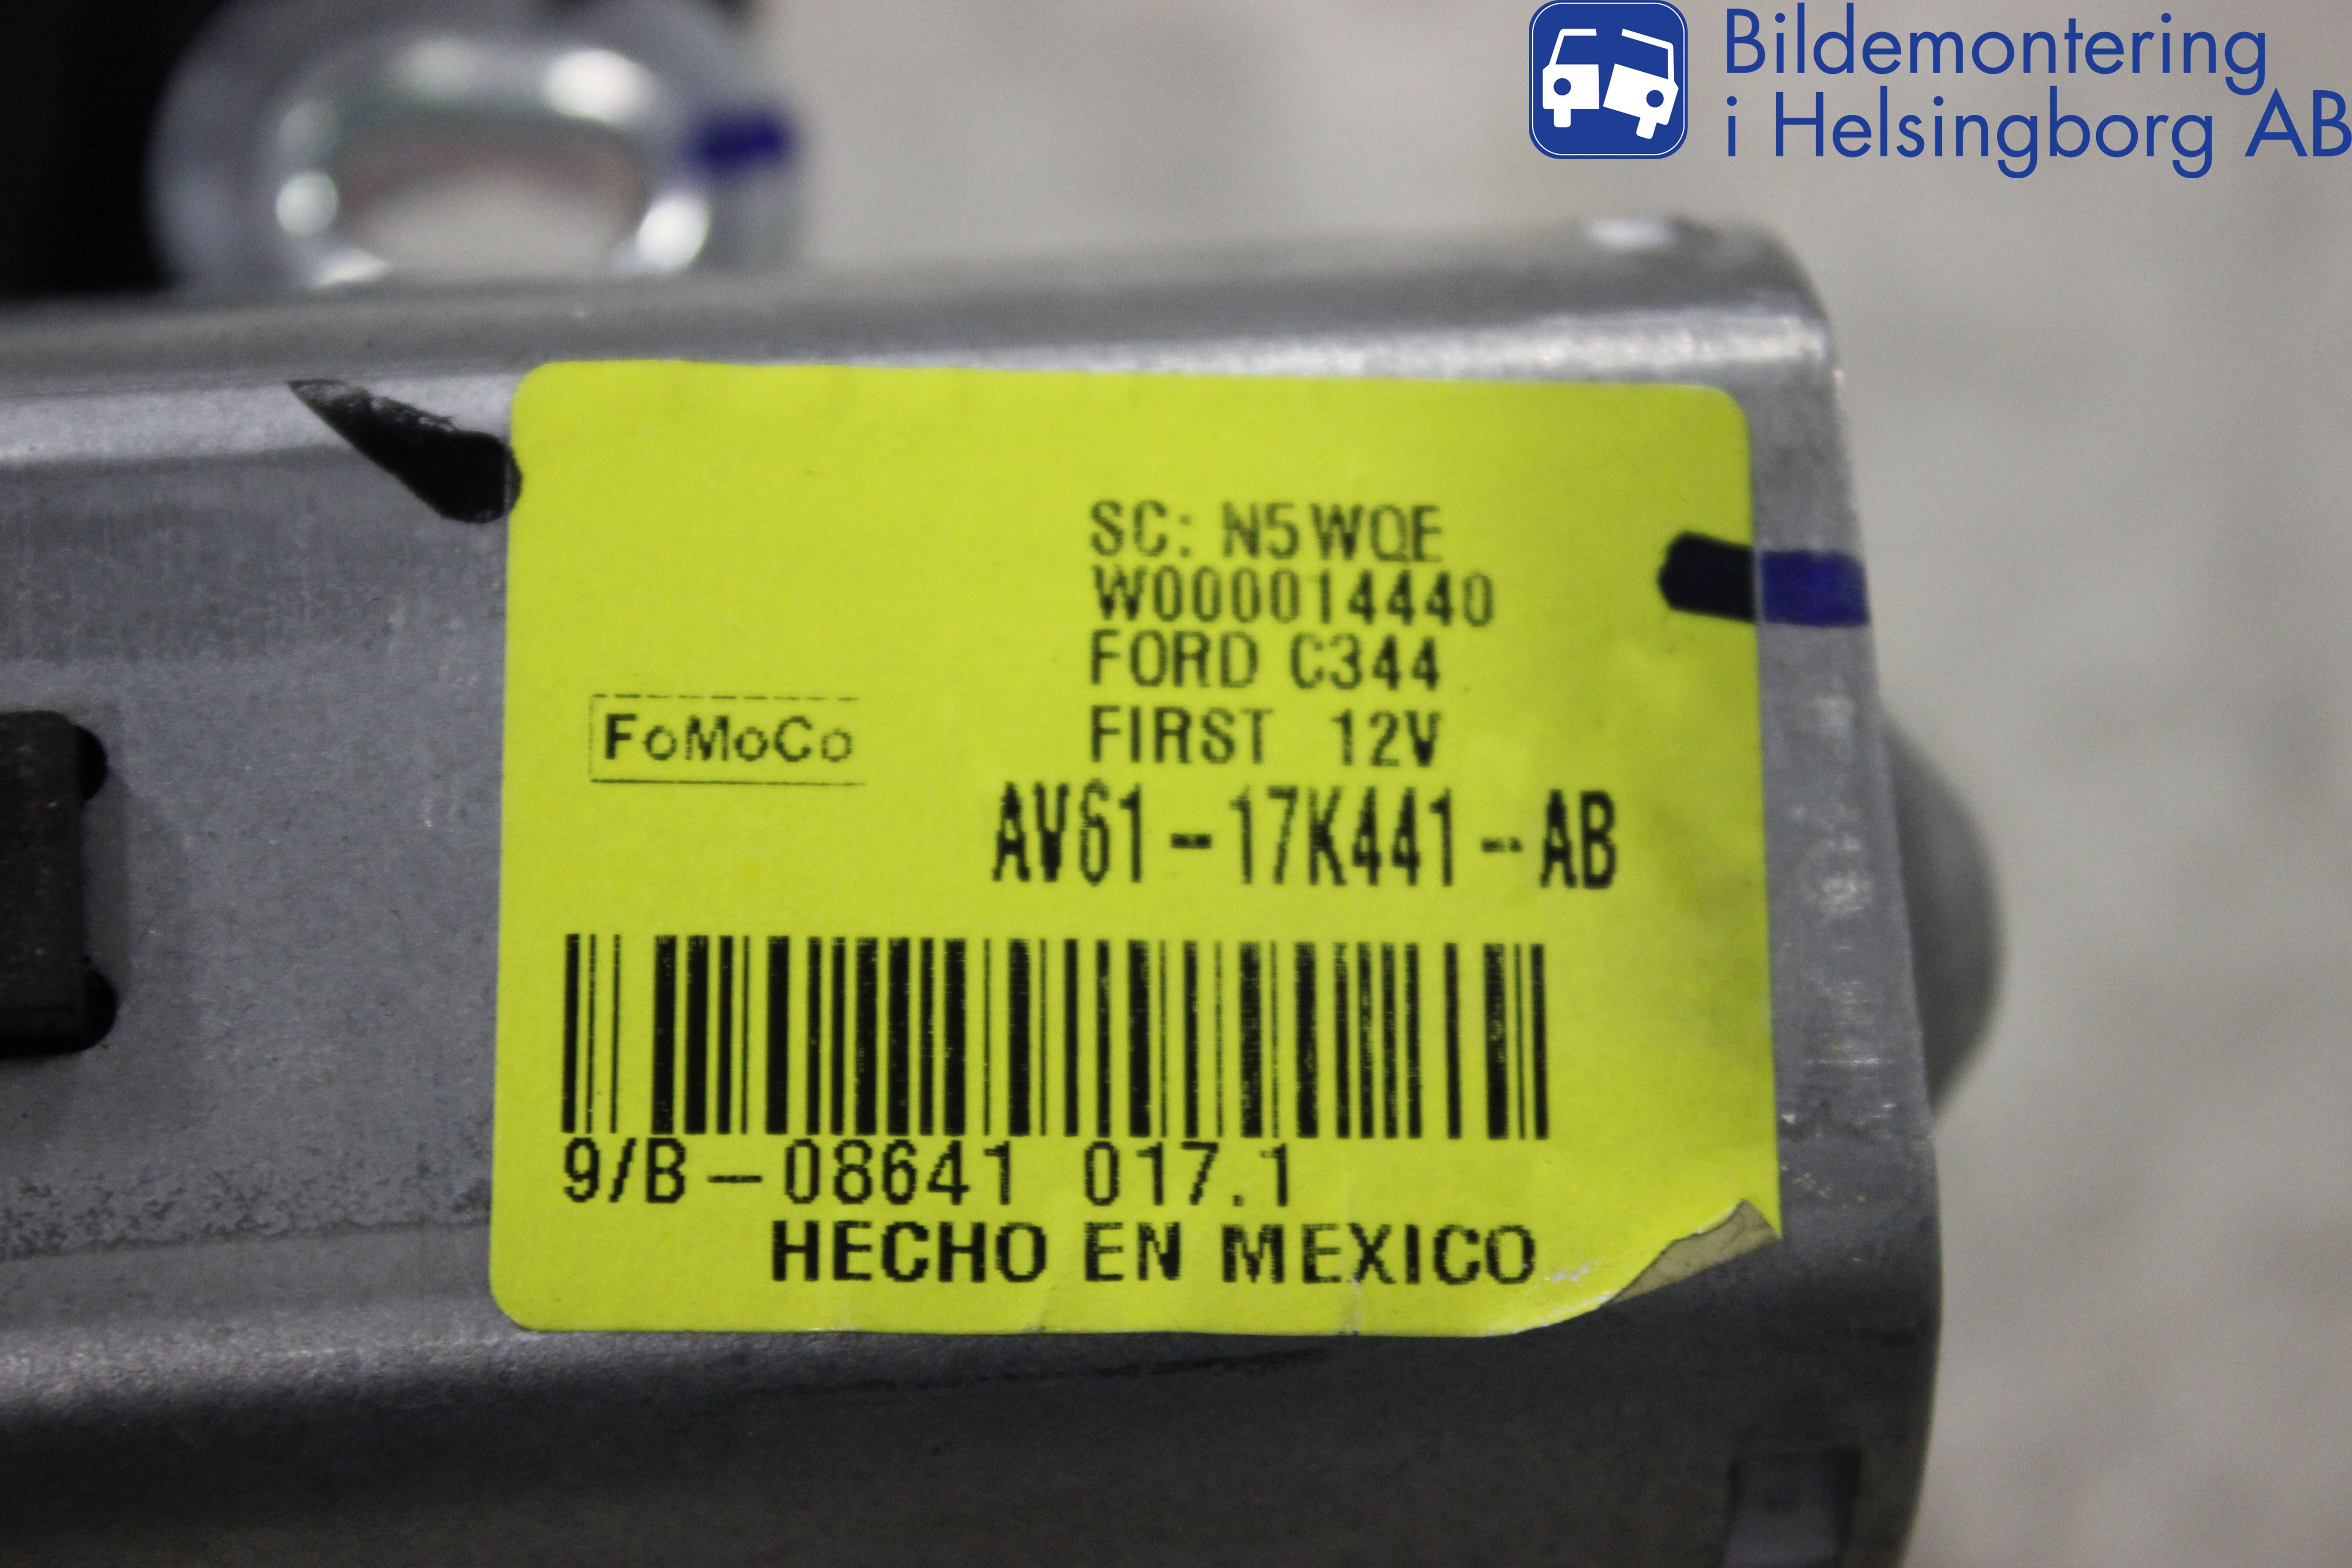 Bildemontering
i Helsingborg AB
SC: N5WQE
W000014440
FORD C344
FoMoCo
FIRST 12V
AV61-17K441-AB
9/B-08641 017.1
HECHO EN MEXICO